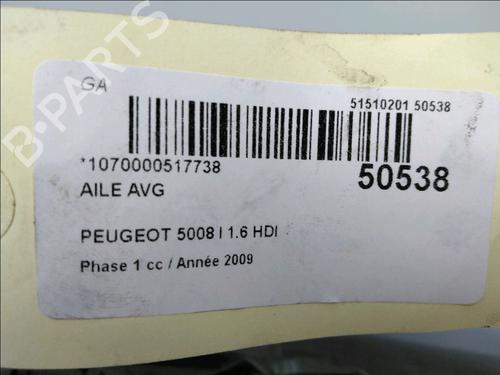 GA
51510201 50538
*1070000517738
50538
AILE AVG
PEUGEOT 5008 I 1.6 HDI
Phase 1 cc / Année 2009
B-PARTS